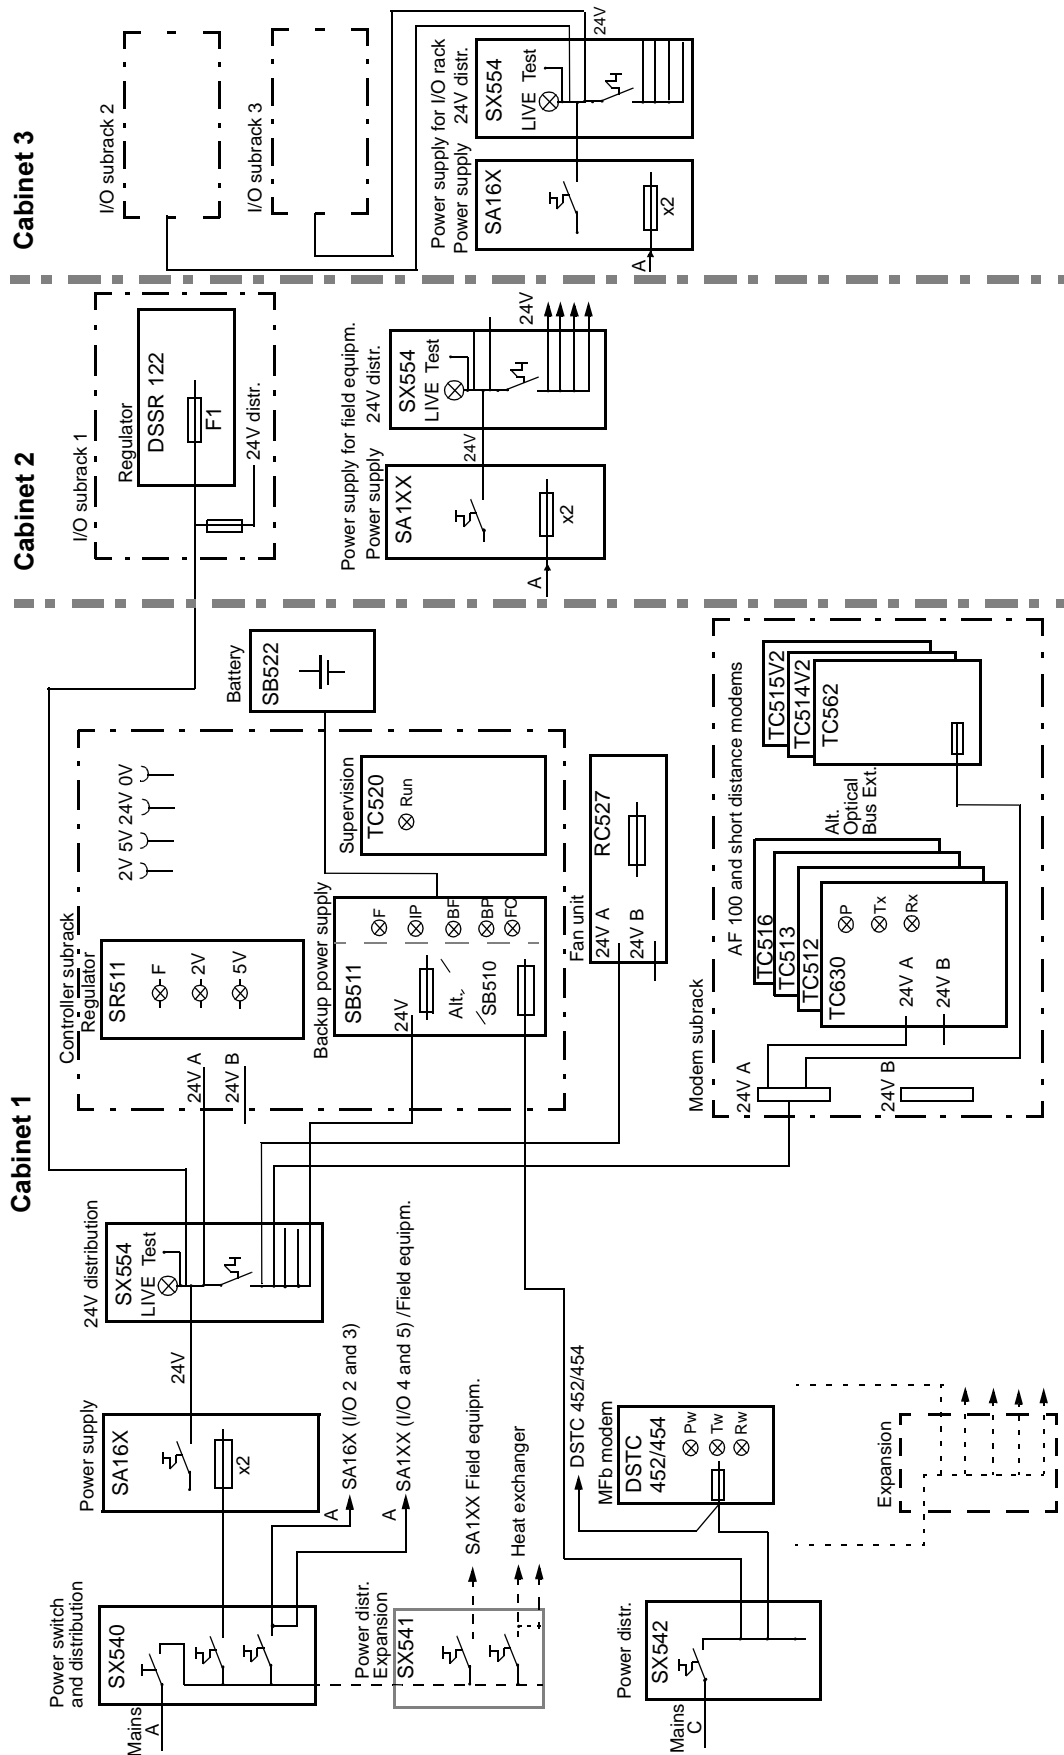 Cabinet 1
Cabinet 2
Cabinet 3
Power switch
and distribution
SX540
Mains
A
Power supply
SA16X
x2
24V
24V distribution
SX554
LIVE Test
A
SA16X (I/O 2 and 3)
A
SA1XX (I/O 4 and 5) /Field equipm.
Power distr.
Expansion
SX541
SA1XX Field equipm.
Heat exchanger
Power distr.
SX542
Mains
C
DSTC 452/454
MFb modem
DSTC
452/454
Pw
Tw
Rw
Expansion
Controller subrack
Regulator
SR511
F
2V
5V
24V A
24V B
2V 5V 24V 0V
Backup power supply
SB511
24V
Alt.
SB510
F
IP
BF
BP
FC
Supervision
TC520
Run
Battery
SB522
Fan unit
RC527
24V A
24V B
Modem subrack
AF 100 and short distance modems
24V A
24V B
TC516
TC513
TC512
TC630
24V A
24V B
P
Tx
Rx
Alt.
Optical
Bus Ext.
TC515V2
TC514V2
TC562
I/O subrack 1
Regulator
DSSR 122
F1
24V distr.
Power supply for field equipm.
Power supply
24V distr.
SA1XX
x2
A
24V
SX554
LIVE Test
24V
I/O subrack 2
I/O subrack 3
Power supply for I/O rack
Power supply
24V distr.
SA16X
x2
A
SX554
LIVE Test
24V